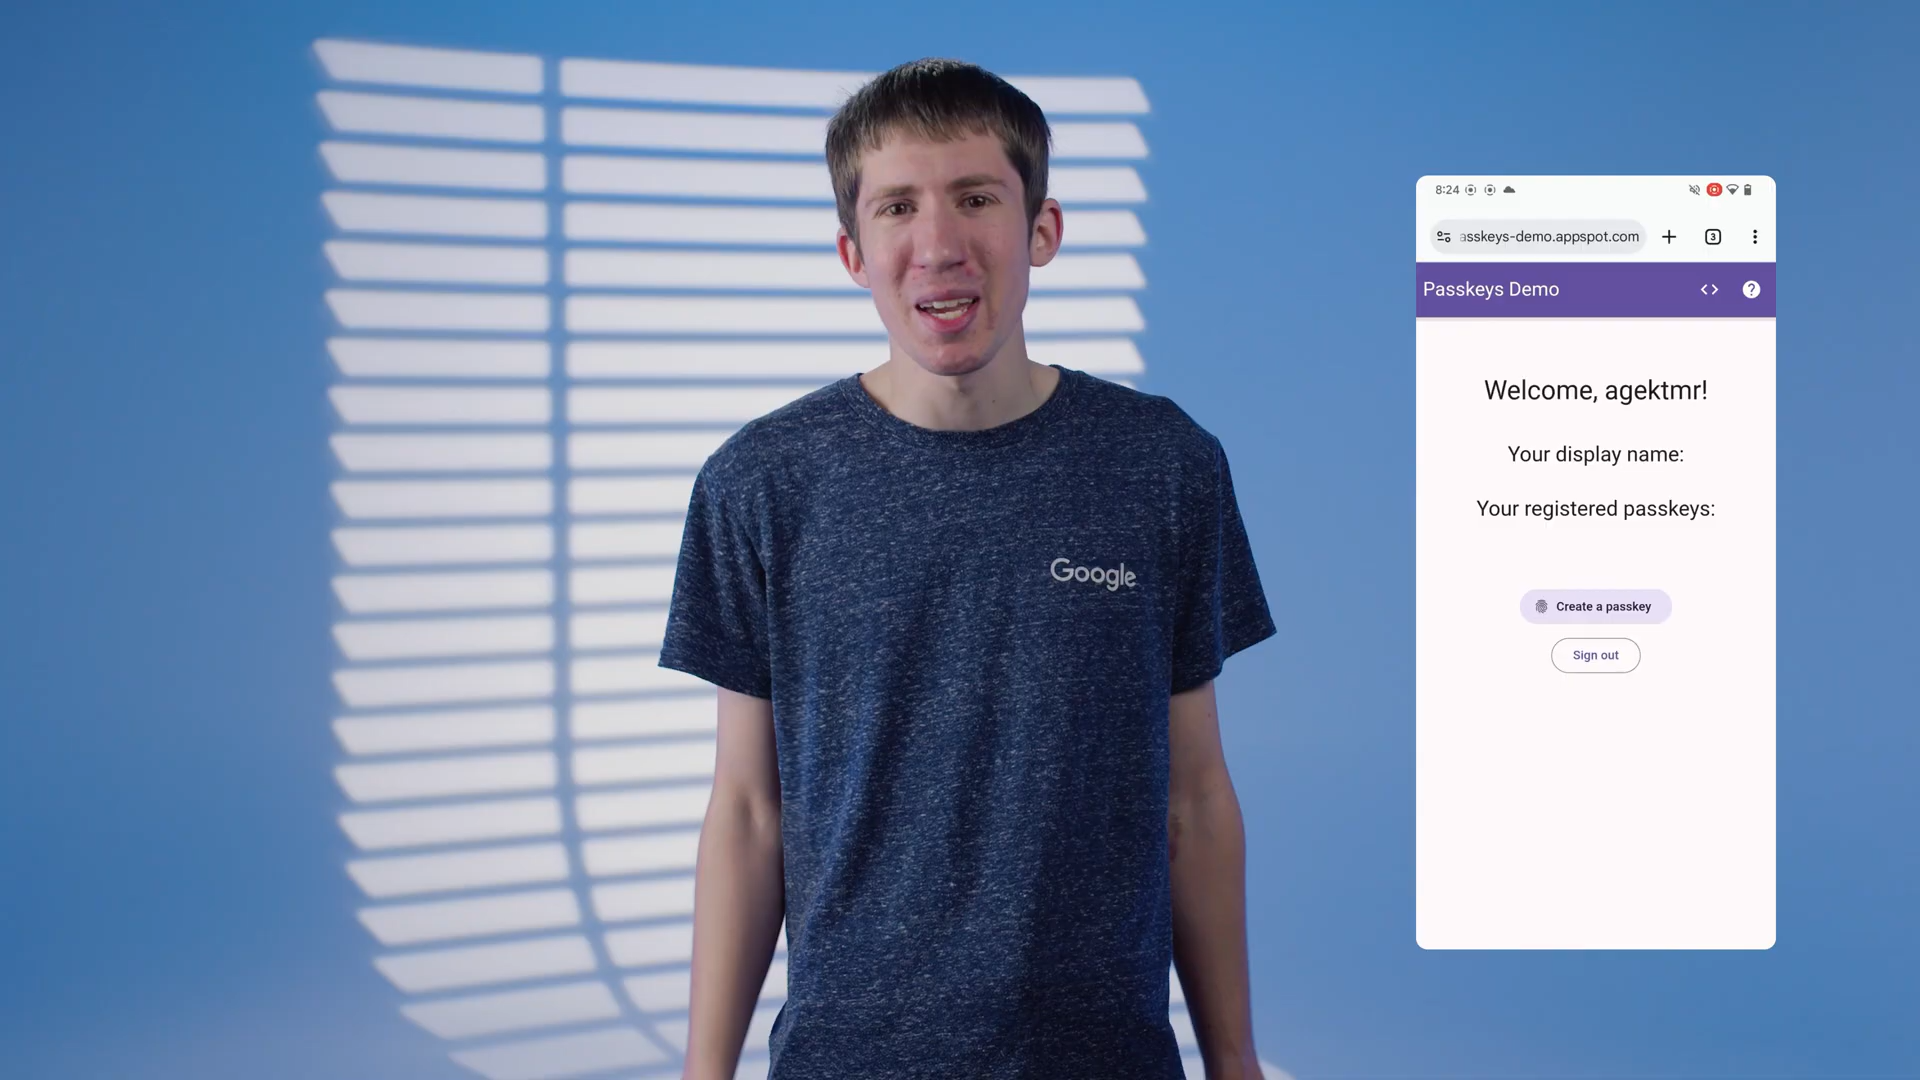 Google
8:24
asskeys-demo.appspot.com
3
Passkeys Demo
Welcome, agektmr!
Your display name:
Your registered passkeys:
Create a passkey
Sign out